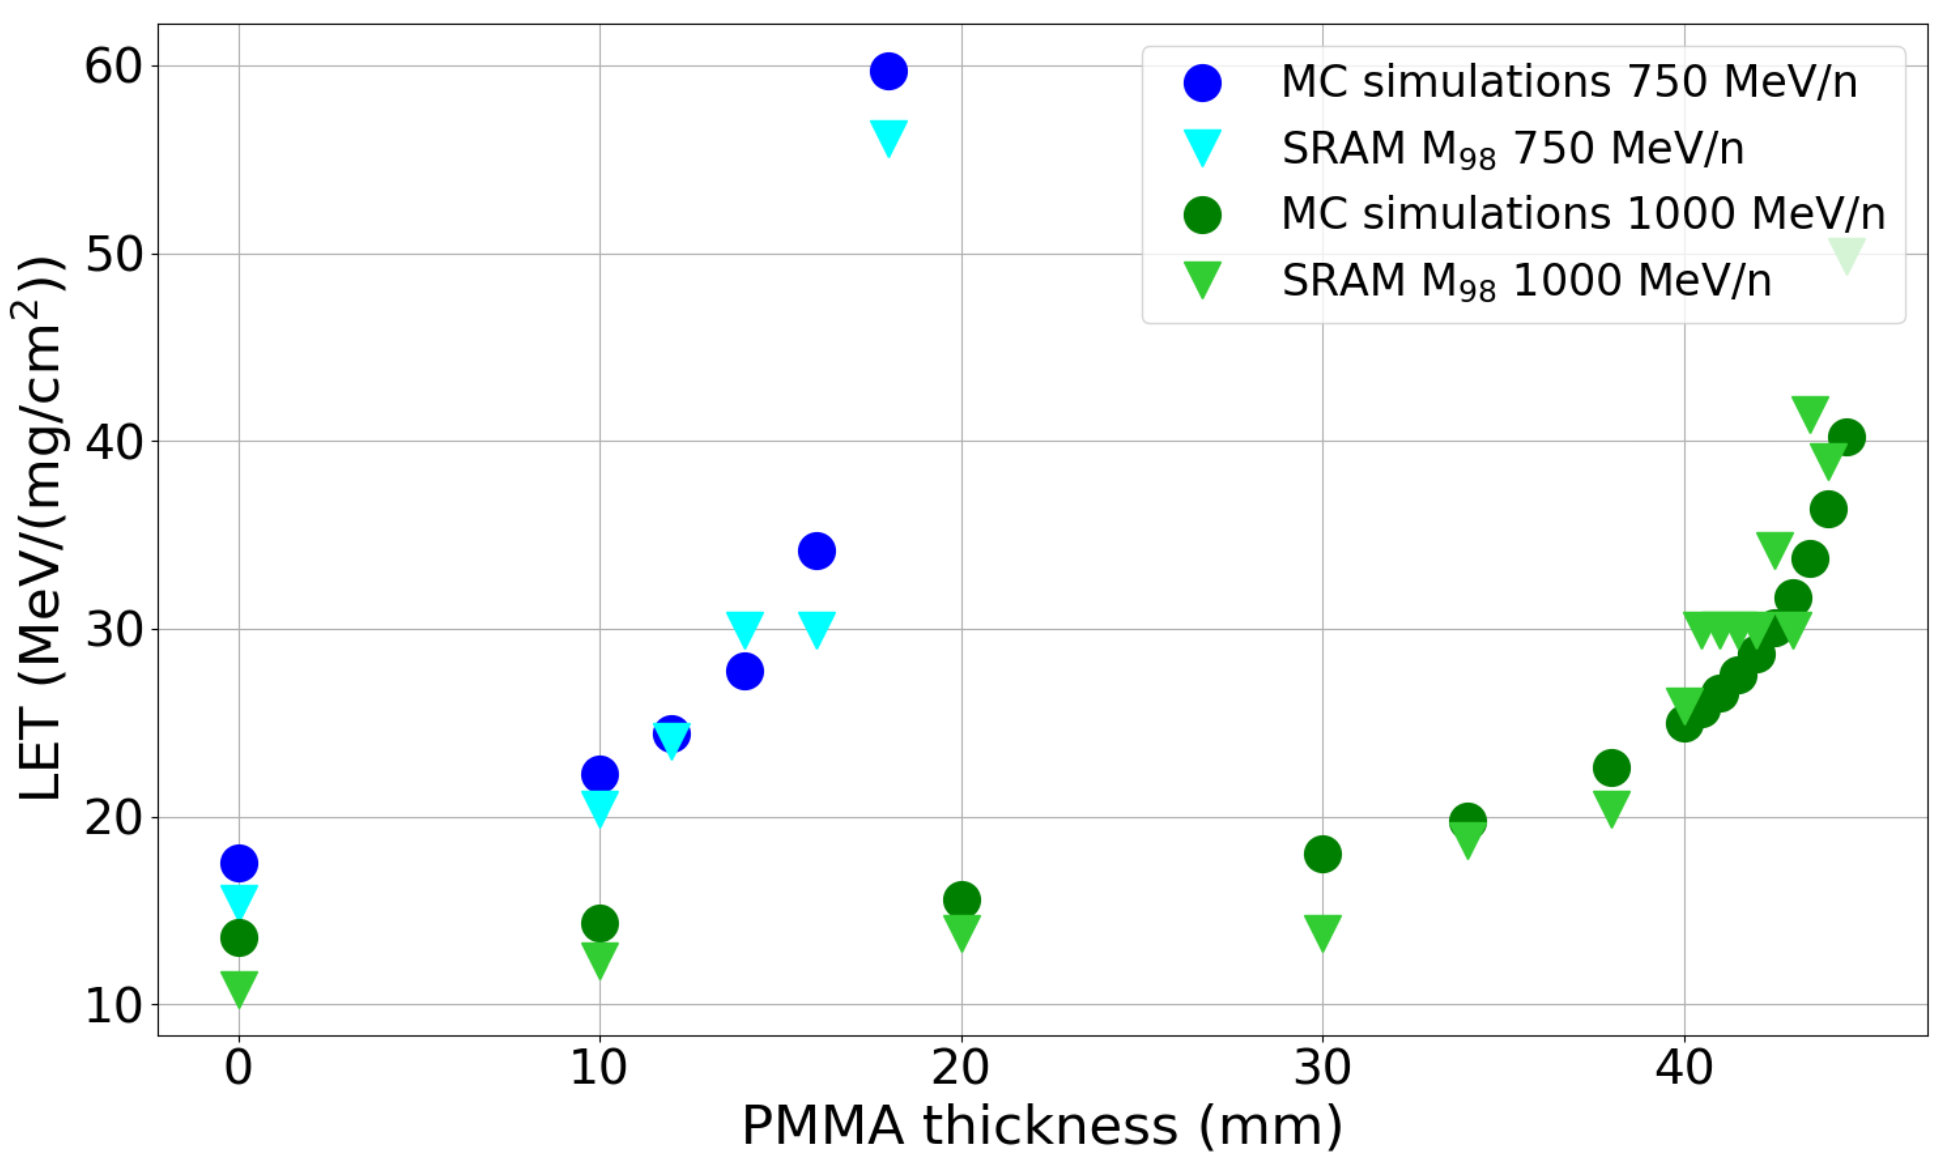 60
50
40
30
20
10
LET (MeV/(mg/cm²))
MC simulations 750 MeV/n
SRAM M₉₈ 750 MeV/n
MC simulations 1000 MeV/n
SRAM M₉₈ 1000 MeV/n
0 10 20 30 40
PMMA thickness (mm)